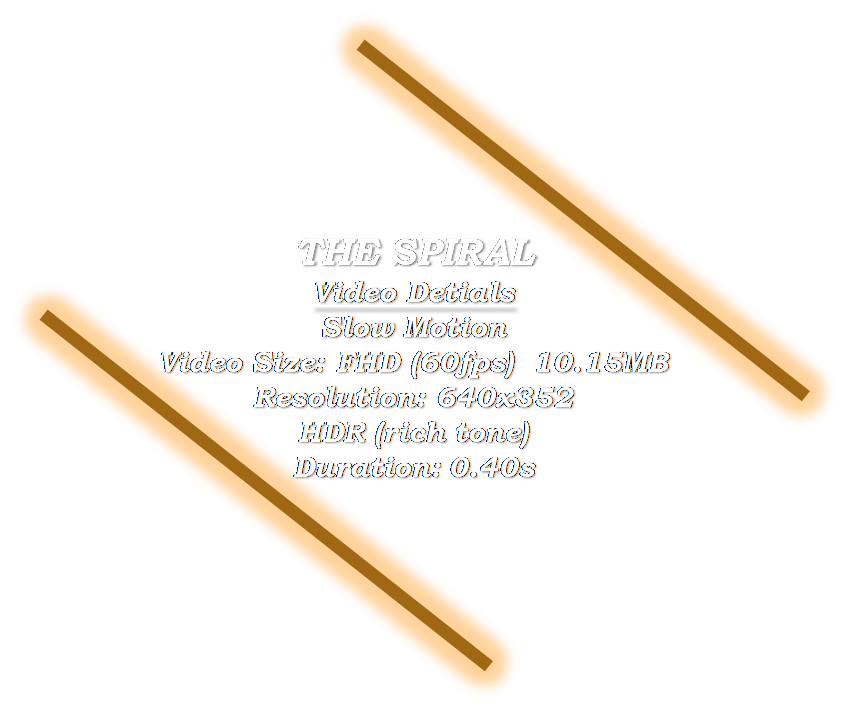 THE SPIRAL
Video Detials
Slow Motion
Video Size: FHD (60fps) 10.15MB
Resolution: 640x352
HDR (rich tone)
Duration: 0.40s